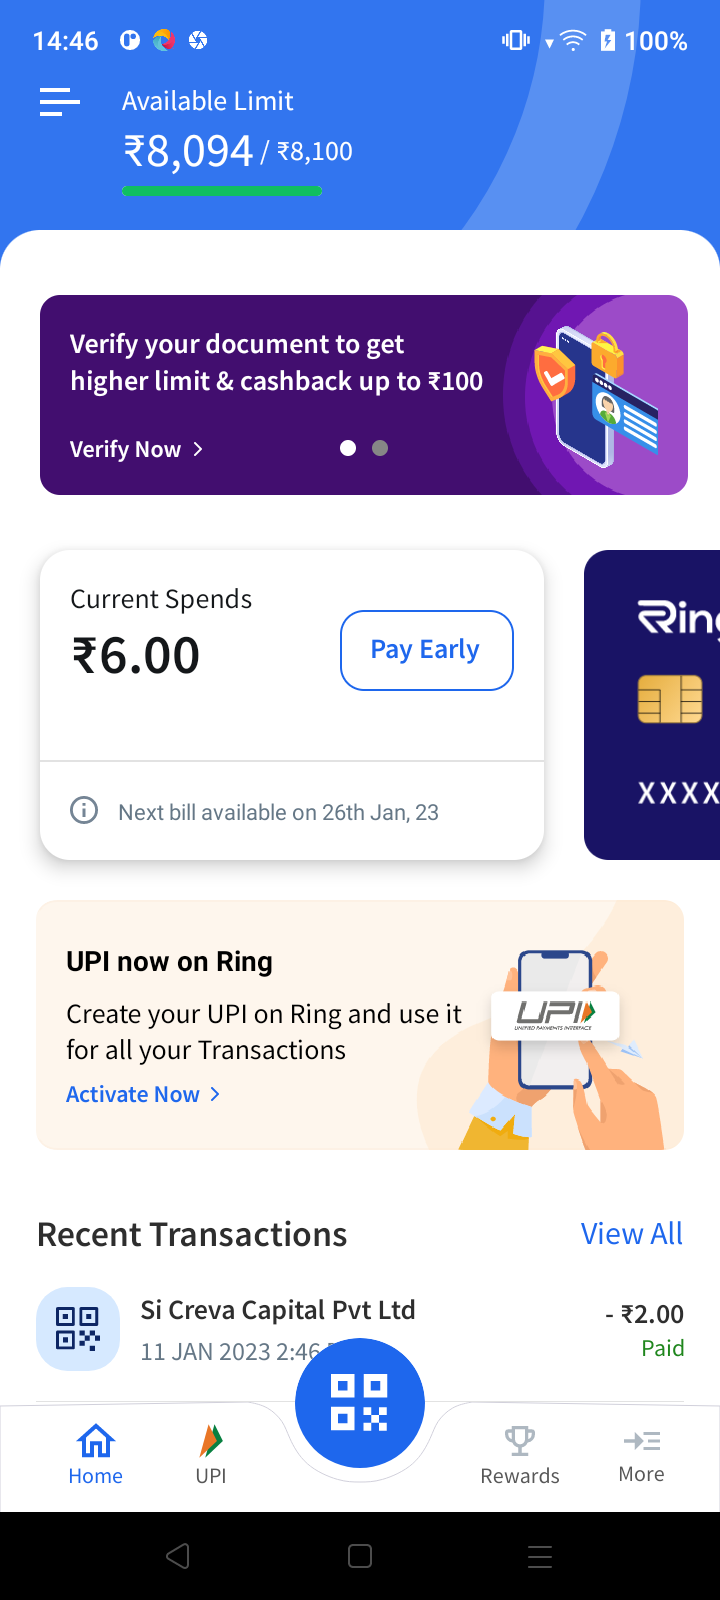 14:46
100%
Available Limit
₹8,094 / ₹8,100
Verify your document to get
higher limit & cashback up to ₹100
Verify Now
Current Spends
₹6.00
Pay Early
Next bill available on 26th Jan, 23
XXXX
UPI now on Ring
Create your UPI on Ring and use it
for all your Transactions
Activate Now
UPI
UNIFIED PAYMENTS INTERFACE
Recent Transactions
View All
Si Creva Capital Pvt Ltd
- ₹2.00
11 JAN 2023 2:46
Paid
Home
UPI
Rewards
More